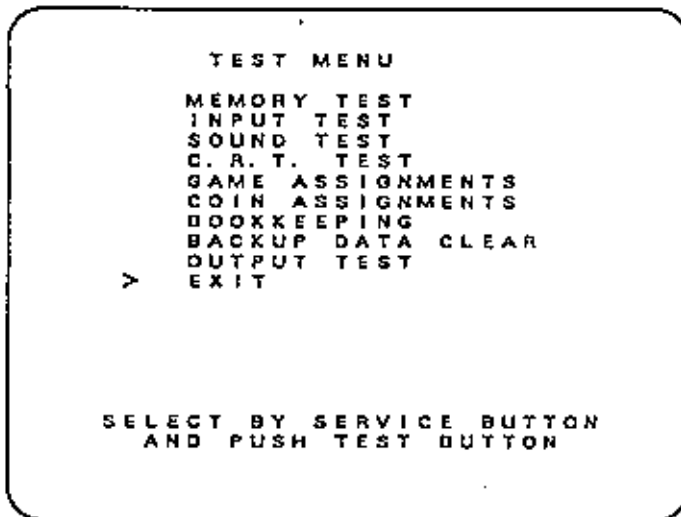 TEST MENU
MEMORY TEST
INPUT TEST
SOUND TEST
C.R.T. TEST
GAME ASSIGNMENTS
COIN ASSIGNMENTS
BOOKKEEPING
BACKUP DATA CLEAR
OUTPUT TEST
> EXIT
SELECT BY SERVICE BUTTON
AND PUSH TEST BUTTON